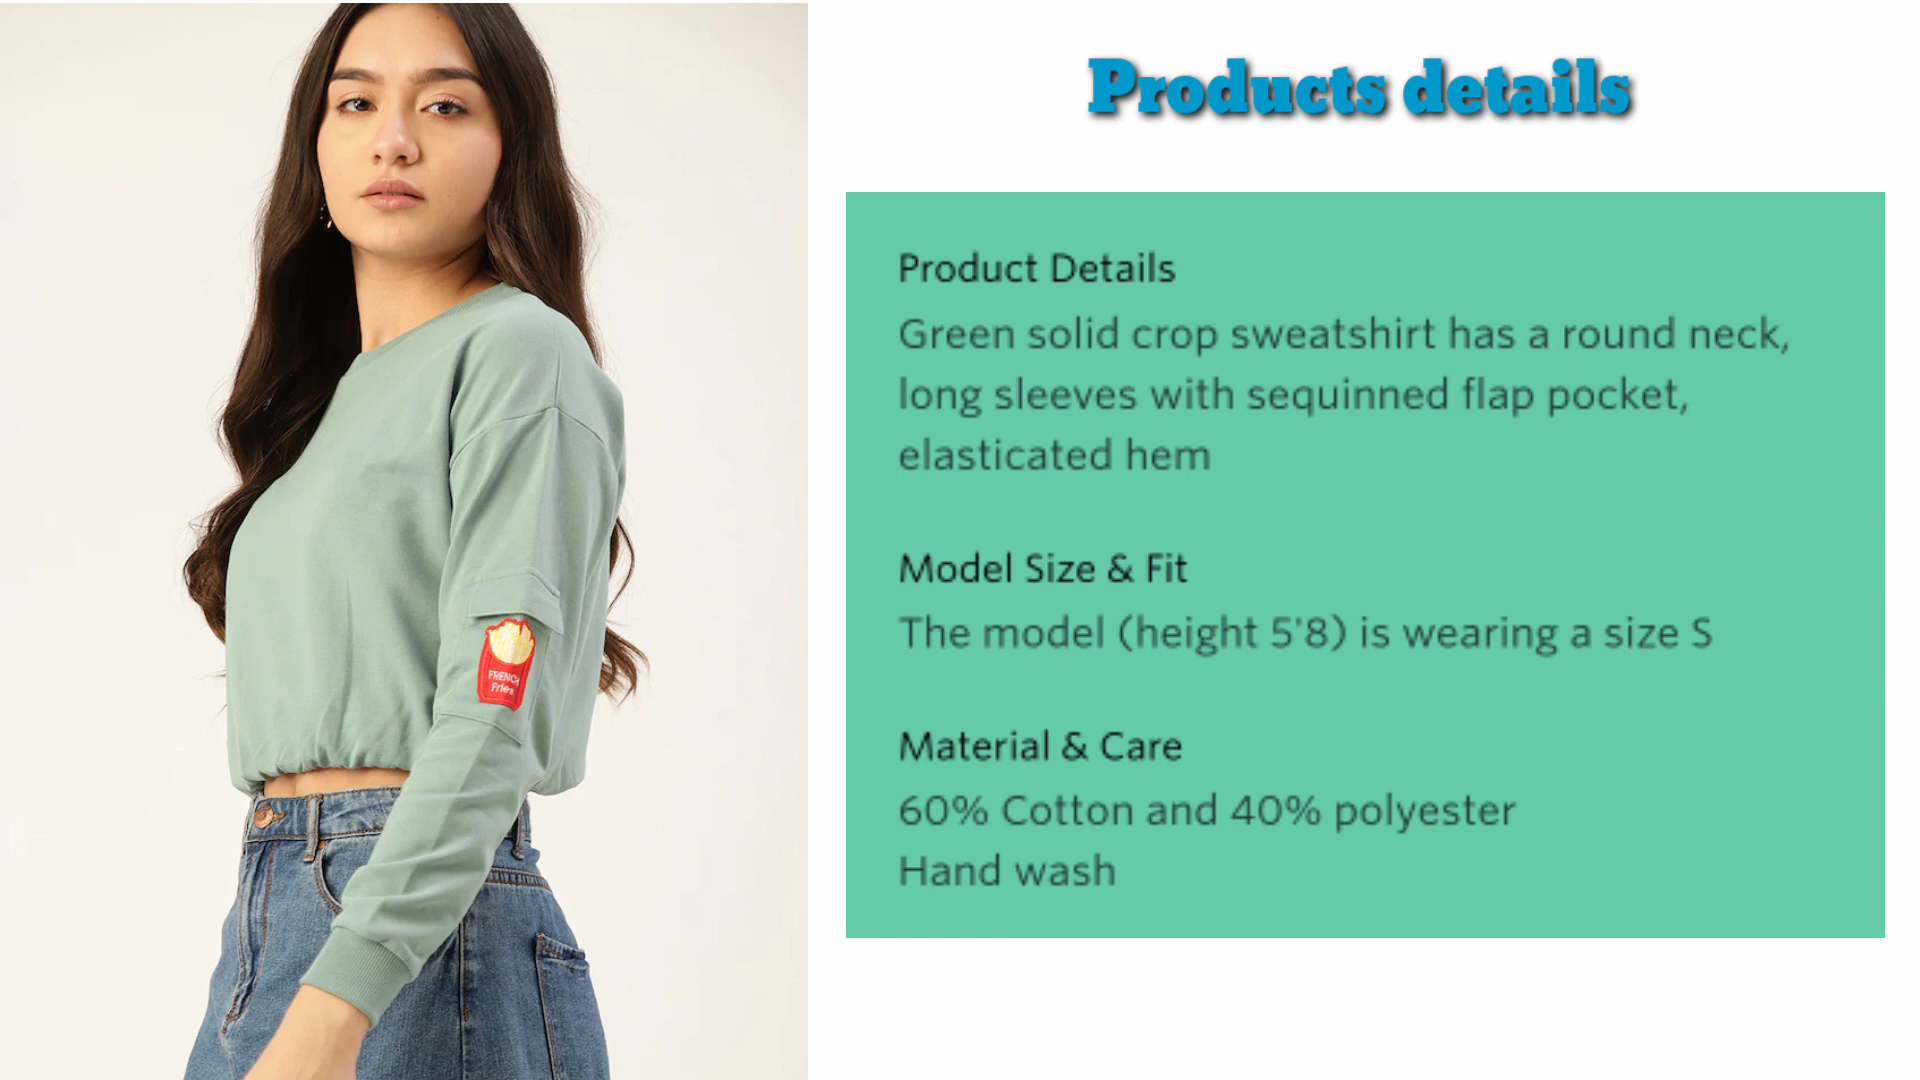 Products details
Product Details
Green solid crop sweatshirt has a round neck,
long sleeves with sequinned flap pocket,
elasticated hem
Model Size & Fit
The model (height 5'8) is wearing a size S
Material & Care
60% Cotton and 40% polyester
Hand wash
FRENCH
Fries